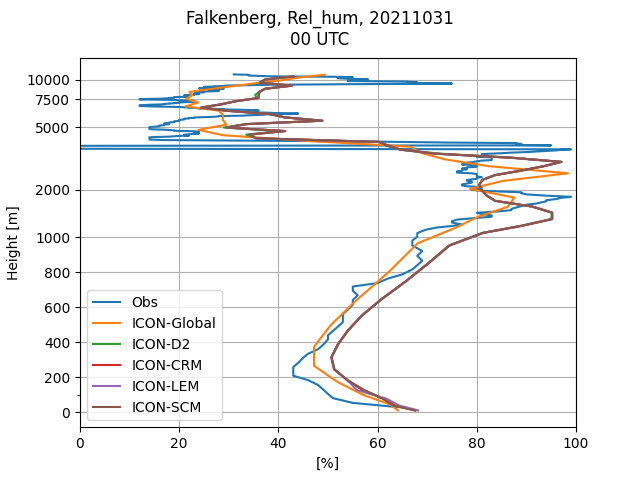 Falkenberg, Rel_hum, 20211031
00 UTC
Height [m]
10000
7500
5000
2000
1000
800
600
400
200
0
Obs
ICON-Global
ICON-D2
ICON-CRM
ICON-LEM
ICON-SCM
0 20 40 60 80 100
[%]